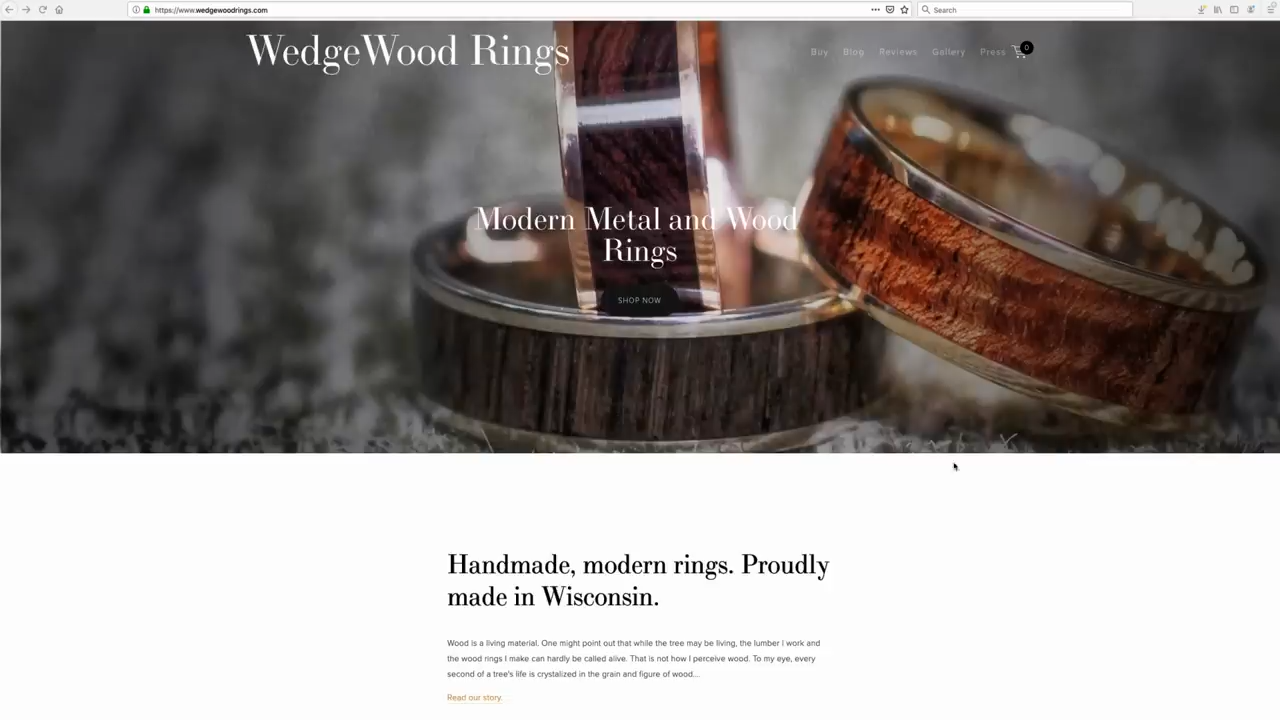 https://www.wedgewoodrings.com
Search
WedgeWood Rings
Buy Blog Reviews Gallery Press 0
Modern Metal and Wood
Rings
SHOP NOW
Handmade, modern rings. Proudly
made in Wisconsin.
Wood is a living material. One might point out that while the tree may be living, the lumber I work and
the wood rings I make can hardly be called alive. That is not how I perceive wood. To my eye, every
second of a tree's life is crystalized in the grain and figure of wood...
Read our story.